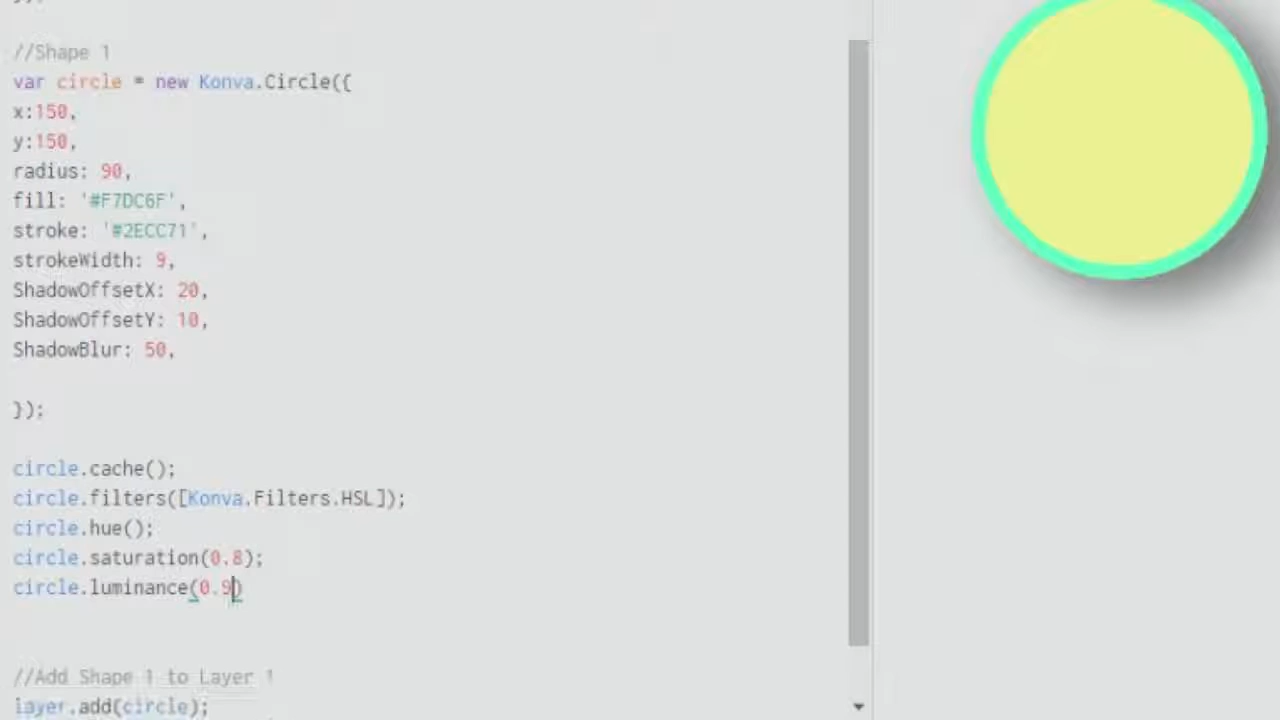 //Shape 1
var circle = new Konva.Circle({
x:150,
y:150,
radius: 90,
fill: '#F7DC6F',
stroke: '#2ECC71',
strokeWidth: 9,
ShadowOffsetX: 20,
ShadowOffsetY: 10,
ShadowBlur: 50,
});
circle.cache();
circle.filters([Konva.Filters.HSL]);
circle.hue();
circle.saturation(0.8);
circle.luminance(0.9)
//Add Shape 1 to Layer 1
layer.add(circle);